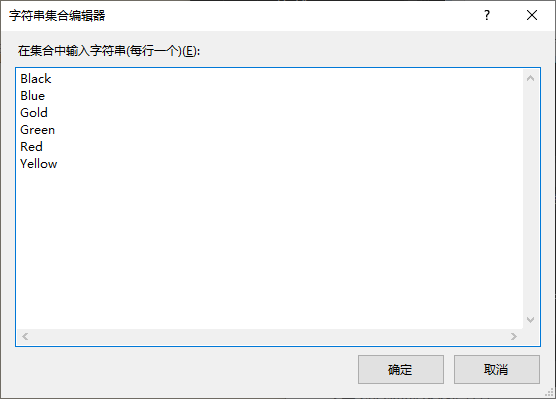 字符串集合编辑器
?
在集合中输入字符串(每行一个)(E):
Black
Blue
Gold
Green
Red
Yellow
确定
取消